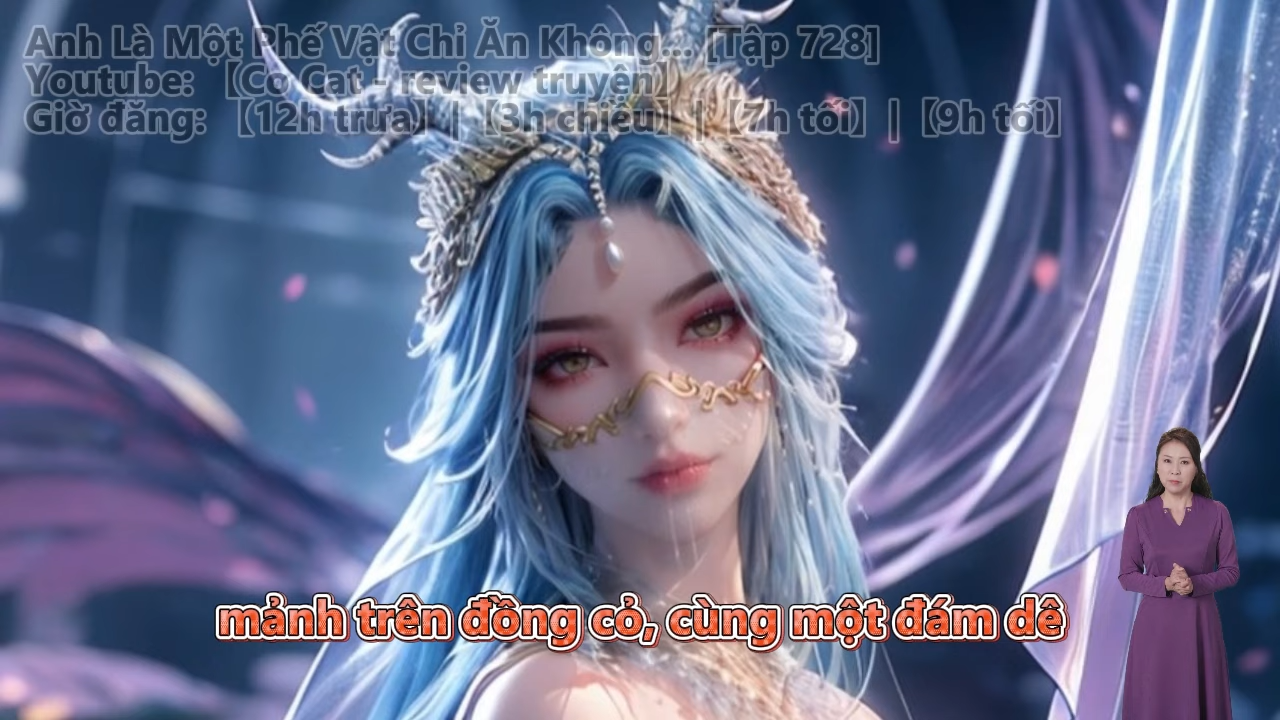 Anh Là Một Phế Vật Chỉ Ăn Không... [Tập 728]
Youtube: 【Cơ Cat - review truyện】
Giờ đăng: 【12h trưa】 | 【3h chiều】 | 【7h tối】 | 【9h tối】
mảnh trên đồng cỏ, cùng một đám dê